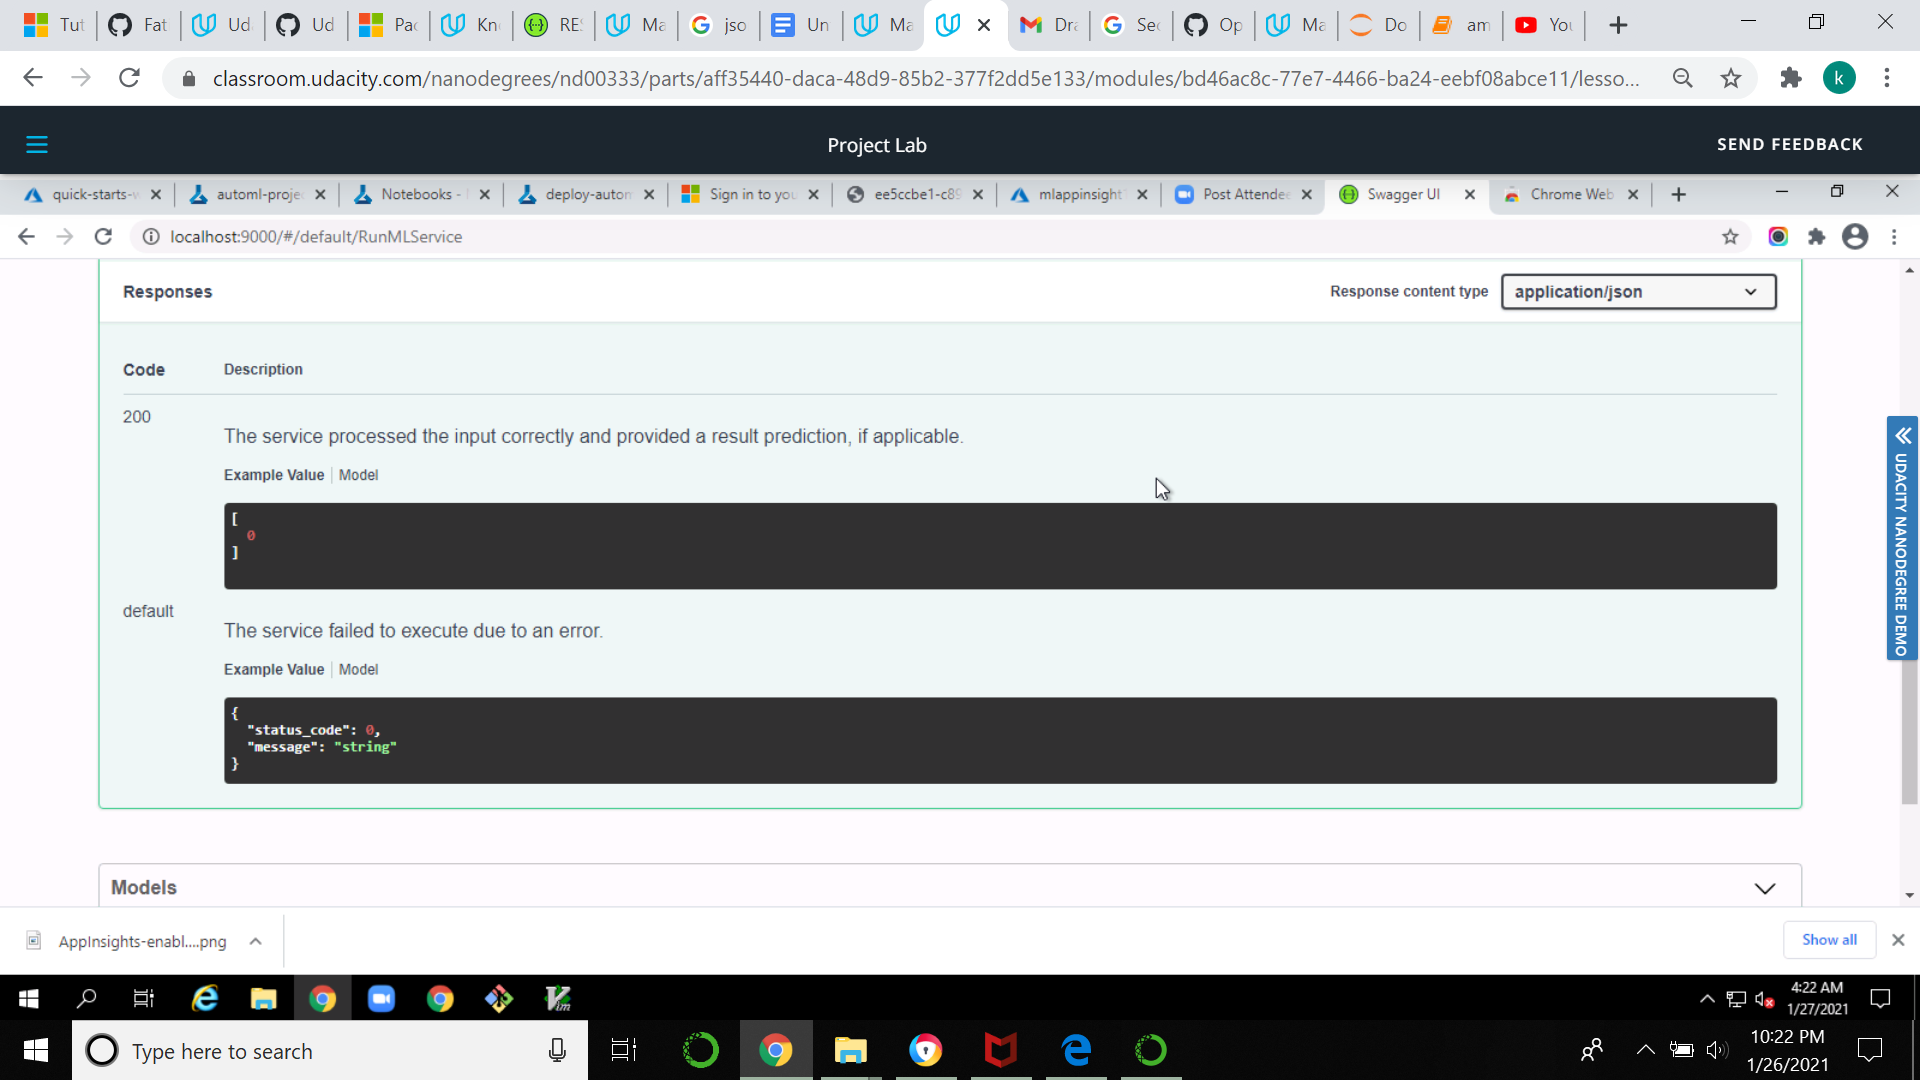 Tut
Fat
Ud
Ud
Pac
Kn
RES
Ma
jso
Un
Ma
Dra
Sec
Op
Ma
Do
am
You
classroom.udacity.com/nanodegrees/nd00333/parts/aff35440-daca-48d9-85b2-377f2dd5e133/modules/bd46ac8c-77e7-4466-ba24-eebf08abce11/lesso...
k
Project Lab
SEND FEEDBACK
quick-starts-w
automl-projec
Notebooks -
deploy-autom
Sign in to you
ee5ccbe1-c89
mlappinsight
Post Attendee
Swagger UI
Chrome Web
localhost:9000/#/default/RunMLService
Responses
Response content type
application/json
Code
Description
200
The service processed the input correctly and provided a result prediction, if applicable.
Example Value
Model
[
0
]
default
The service failed to execute due to an error.
Example Value
Model
{
"status_code": 0,
"message": "string"
}
UDACITY NANODEGREE DEMO
Models
AppInsights-enabl....png
Show all
4:22 AM
1/27/2021
Type here to search
10:22 PM
1/26/2021